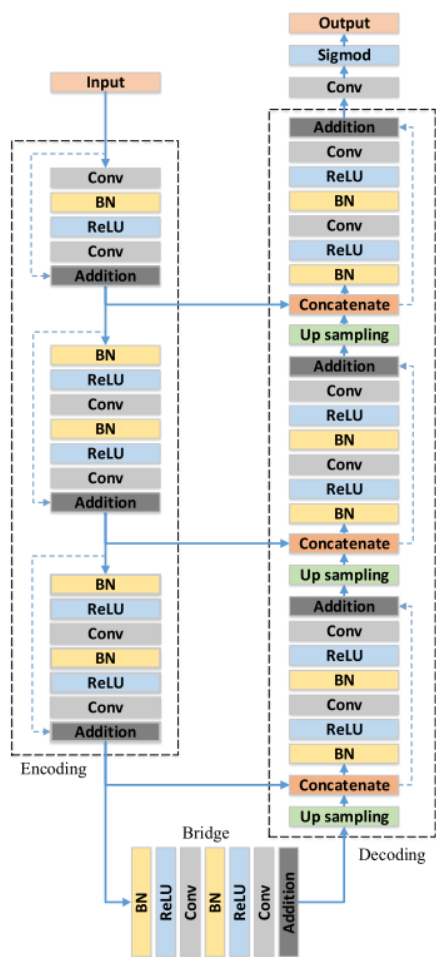 Input
Conv
BN
ReLU
Conv
Addition
BN
ReLU
Conv
BN
ReLU
Conv
Addition
BN
ReLU
Conv
BN
ReLU
Conv
Addition
Encoding
Bridge
BN
ReLU
Conv
BN
ReLU
Conv
Addition
Output
Sigmod
Conv
Addition
Conv
ReLU
BN
Conv
ReLU
BN
Concatenate
Up sampling
Addition
Conv
ReLU
BN
Conv
ReLU
BN
Concatenate
Up sampling
Addition
Conv
ReLU
BN
Conv
ReLU
BN
Concatenate
Up sampling
Decoding